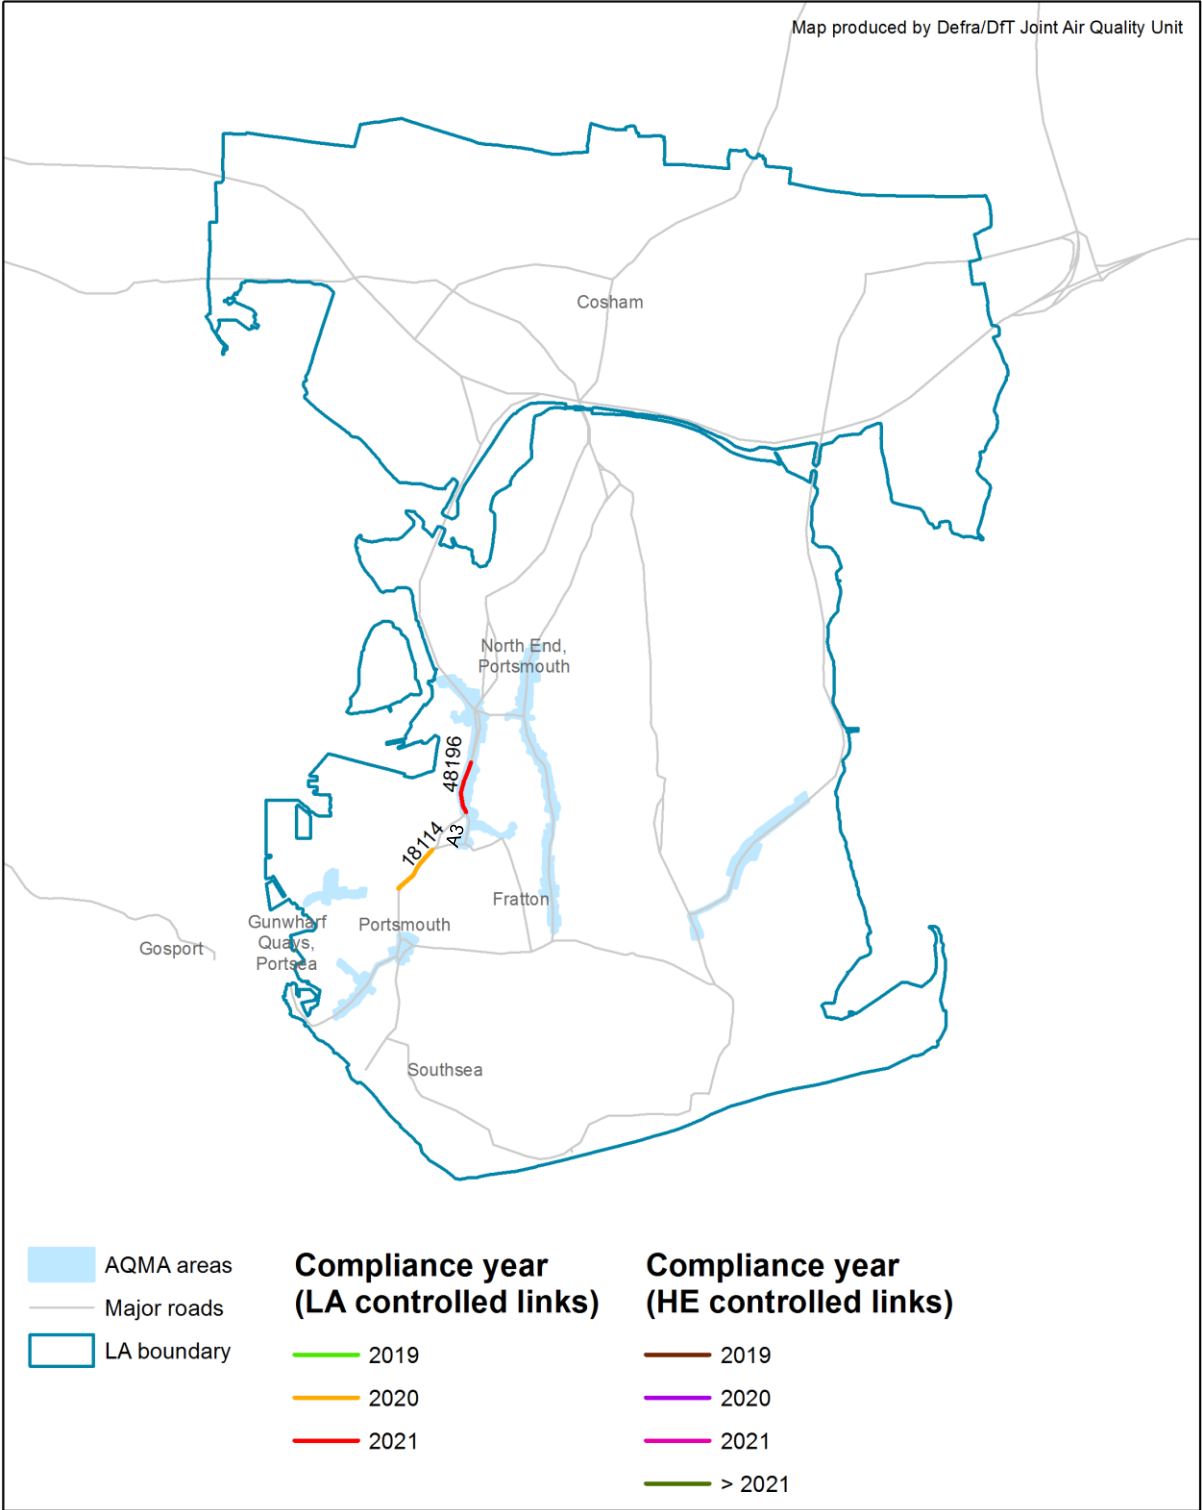 Map produced by Defra/DfT Joint Air Quality Unit
Cosham
North End,
Portsmouth
48196
18114
A3
Fratton
Gunwharf
Quays,
Portsea
Portsmouth
Gosport
Southsea
AQMA areas
Major roads
LA boundary
Compliance year
(LA controlled links)
2019
2020
2021
Compliance year
(HE controlled links)
2019
2020
2021
> 2021